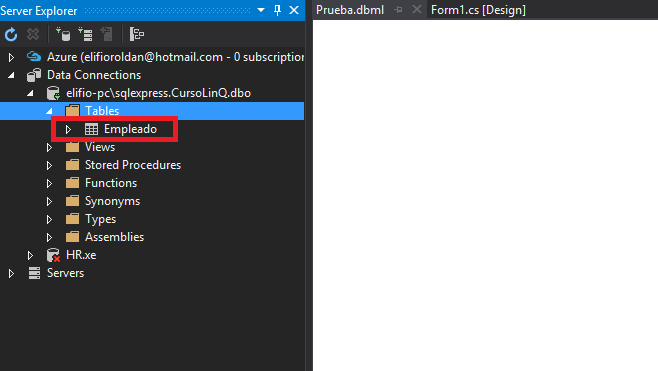 Server Explorer
Prueba.dbml
Form1.cs [Design]
Azure (elifioroldan@hotmail.com - 0 subscription
Data Connections
elifio-pc\sqlexpress.CursoLinQ.dbo
Tables
Empleado
Views
Stored Procedures
Functions
Synonyms
Types
Assemblies
HR.xe
Servers